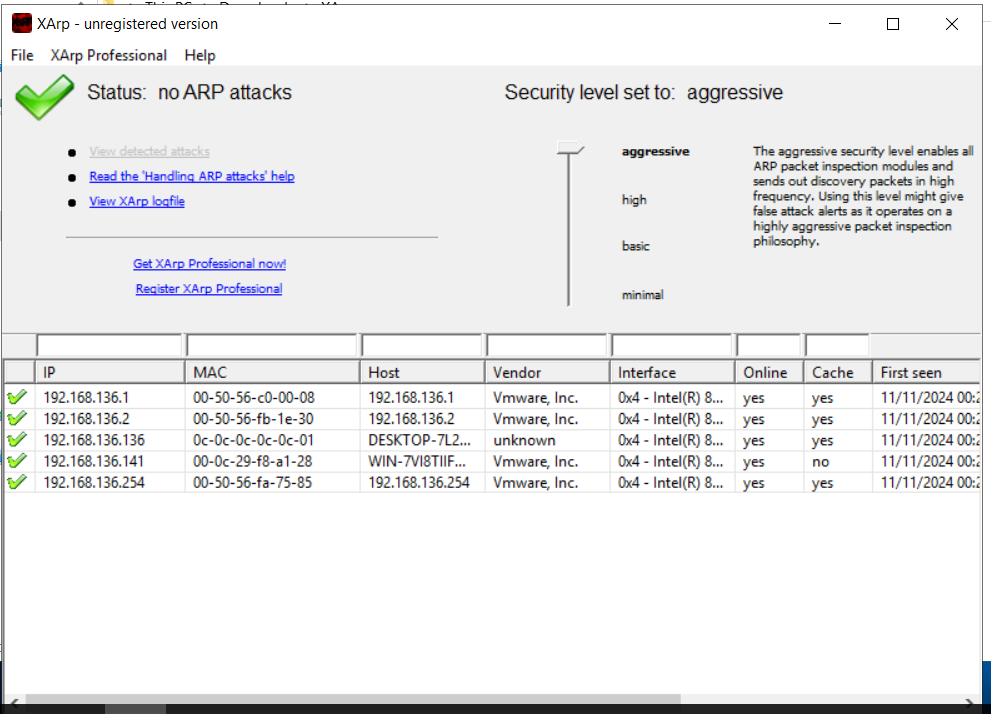 XArp - unregistered version
File XArp Professional Help
Status: no ARP attacks
Security level set to: aggressive
View detected attacks
Read the 'Handling ARP attacks' help
View XArp logfile
Get XArp Professional now!
Register XArp Professional
aggressive
high
basic
minimal
The aggressive security level enables all
ARP packet inspection modules and
sends out discovery packets in high
frequency. Using this level might give
false attack alerts as it operates on a
highly aggressive packet inspection
philosophy.
IP MAC Host Vendor Interface Online Cache First seen
192.168.136.1 00-50-56-c0-00-08 192.168.136.1 Vmware, Inc. 0x4 - Intel(R) 8... yes yes 11/11/2024 00:2
192.168.136.2 00-50-56-fb-1e-30 192.168.136.2 Vmware, Inc. 0x4 - Intel(R) 8... yes yes 11/11/2024 00:2
192.168.136.136 0c-0c-0c-0c-0c-01 DESKTOP-7L2... unknown 0x4 - Intel(R) 8... yes yes 11/11/2024 00:2
192.168.136.141 00-0c-29-f8-a1-28 WIN-7VI8TIIF... Vmware, Inc. 0x4 - Intel(R) 8... yes no 11/11/2024 00:2
192.168.136.254 00-50-56-fa-75-85 192.168.136.254 Vmware, Inc. 0x4 - Intel(R) 8... yes yes 11/11/2024 00:2